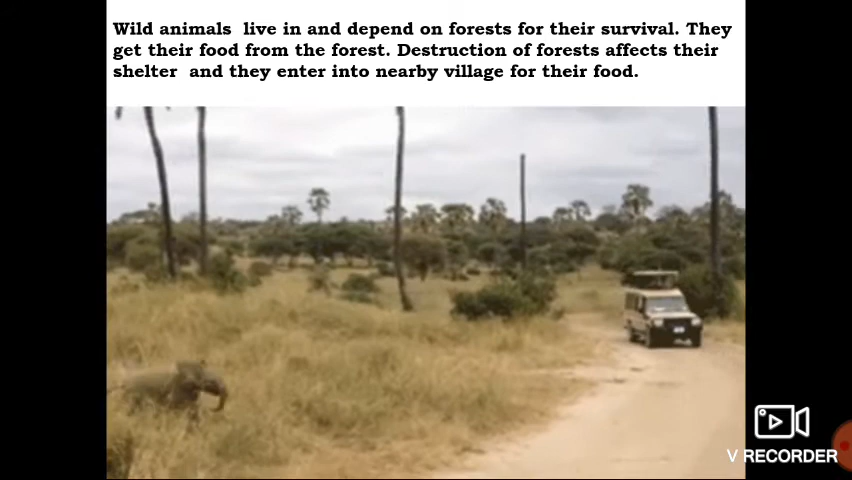 Wild animals  live in and depend on forests for their survival. They
get their food from the forest. Destruction of forests affects their
shelter  and they enter into nearby village for their food.
V RECORDER